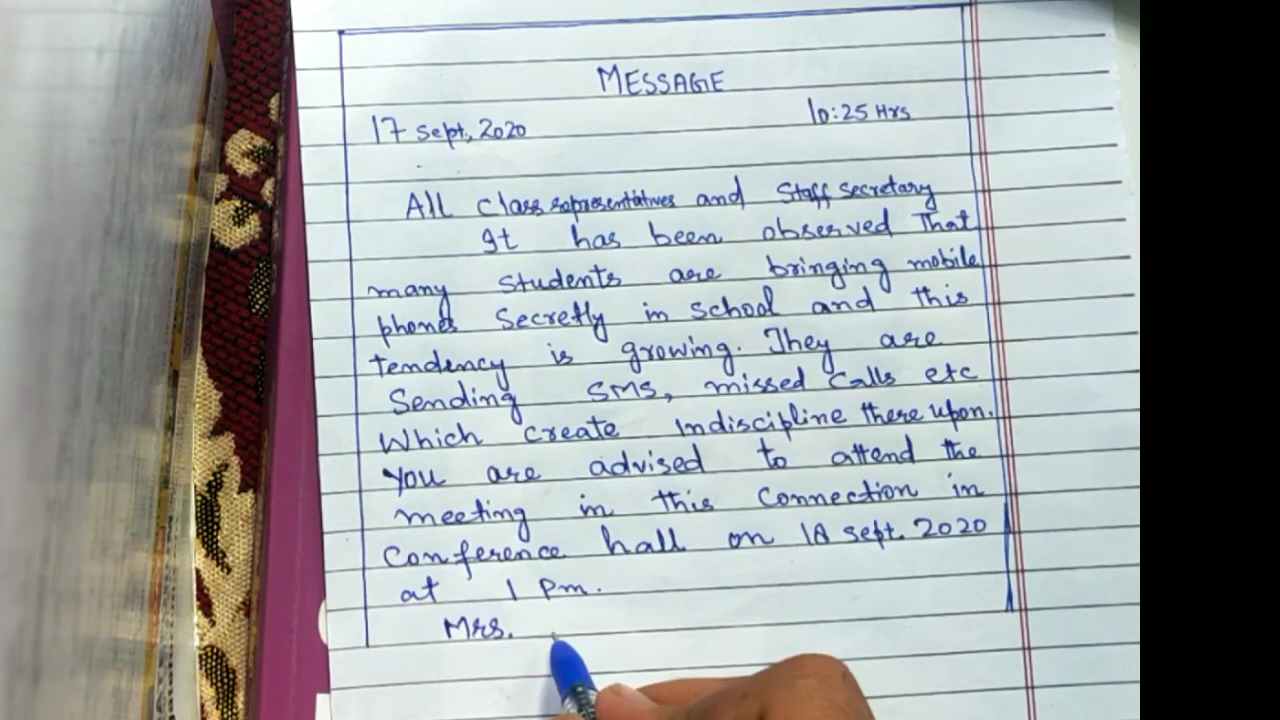 MESSAGE
17 Sept, 2020 10:25 Hrs
All class representatives and Staff secretary
It has been observed That
many students are bringing mobile
phones Secretly in school and this
tendency is growing. They are
Sending SMS, missed Calls etc
Which create indiscipline there upon.
You are advised to attend the
meeting in this Connection in
Conference hall on 18 sept. 2020
at 1 Pm.
Mrs.